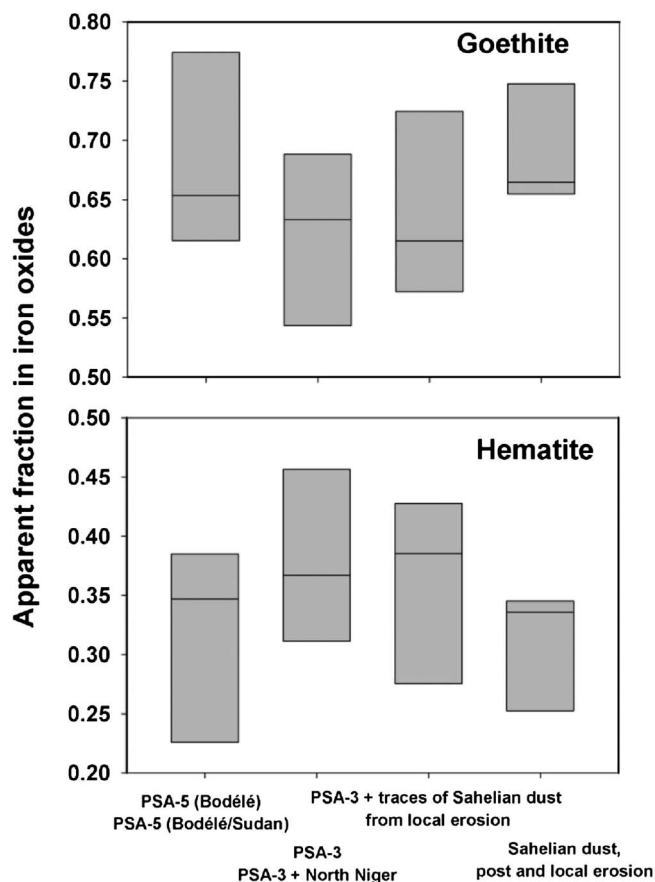 Apparent fraction in iron oxides
0.80
0.75
0.70
0.65
0.60
0.55
0.50
Goethite
0.50
0.45
0.40
0.35
0.30
0.25
0.20
Hematite
PSA-5 (Bodélé)
PSA-5 (Bodélé/Sudan)
PSA-3
PSA-3 + North Niger
PSA-3 + traces of Sahelian dust
from local erosion
Sahelian dust,
post and local erosion